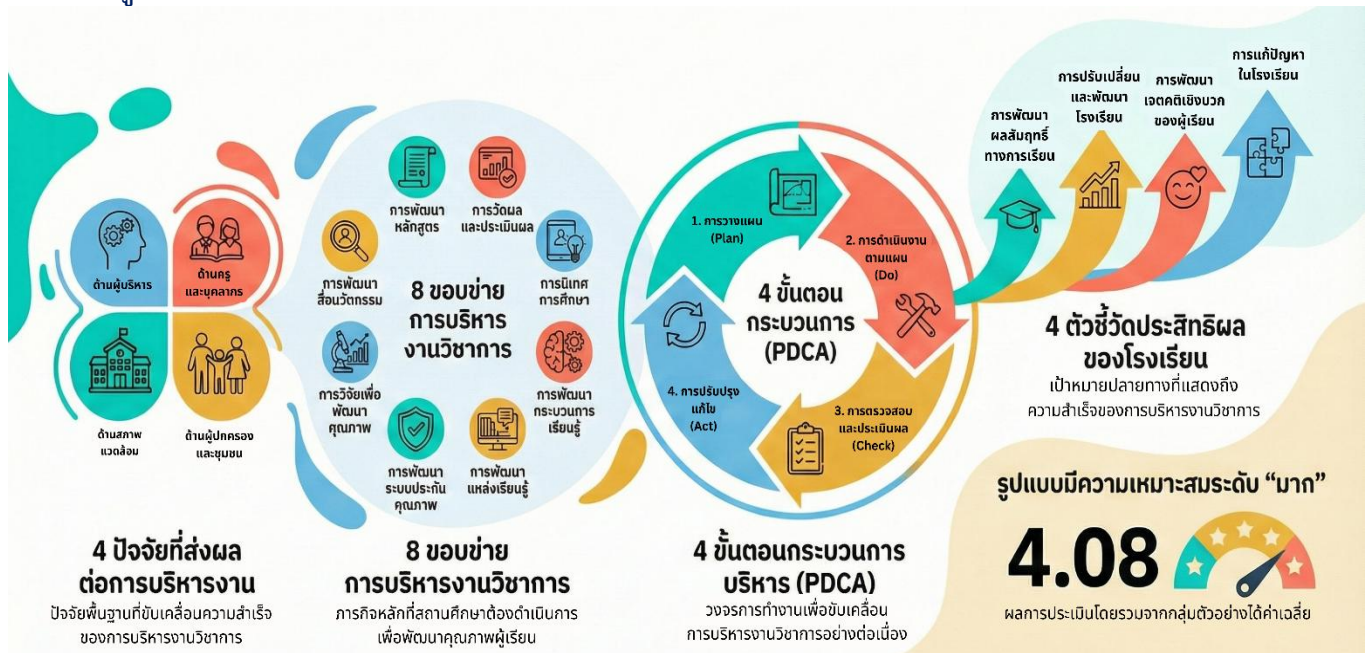 ด้านผู้บริหาร
ด้านครู
และบุคลากร
ด้านสภาพ
แวดล้อม
ด้านผู้ปกครอง
และชุมชน
4 ปัจจัยที่ส่งผล
ต่อการบริหารงาน
ปัจจัยพื้นฐานที่ขับเคลื่อนความสำเร็จ
ของการบริหารงานวิชาการ
การพัฒนา
หลักสูตร
การวัดผล
และประเมินผล
การพัฒนา
สื่อนวัตกรรม
การนิเทศ
การศึกษา
8 ขอบข่าย
การบริหาร
งานวิชาการ
การวิจัยเพื่อ
พัฒนา
คุณภาพ
การพัฒนา
กระบวนการ
เรียนรู้
การพัฒนา
ระบบประกัน
คุณภาพ
การพัฒนา
แหล่งเรียนรู้
8 ขอบข่าย
การบริหารงานวิชาการ
ภารกิจหลักที่สถานศึกษาต้องดำเนินการ
เพื่อพัฒนาคุณภาพผู้เรียน
1. การวางแผน
(Plan)
2. การดำเนินงาน
ตามแผน
(Do)
4 ขั้นตอน
กระบวนการ
(PDCA)
3. การตรวจสอบ
และประเมินผล
(Check)
4. การปรับปรุง
แก้ไข
(Act)
4 ขั้นตอนกระบวนการ
บริหาร (PDCA)
วงจรการทำงานเพื่อขับเคลื่อน
การบริหารงานวิชาการอย่างต่อเนื่อง
การพัฒนา
ผลสัมฤทธิ์
ทางการเรียน
การปรับเปลี่ยน
และพัฒนา
โรงเรียน
การพัฒนา
เจตคติเชิงบวก
ของผู้เรียน
การแก้ปัญหา
ในโรงเรียน
4 ตัวชี้วัดประสิทธิผล
ของโรงเรียน
เป้าหมายปลายทางที่แสดงถึง
ความสำเร็จของการบริหารงานวิชาการ
รูปแบบมีความเหมาะสมระดับ “มาก”
4.08
ผลการประเมินโดยรวมจากกลุ่มตัวอย่างได้ค่าเฉลี่ย